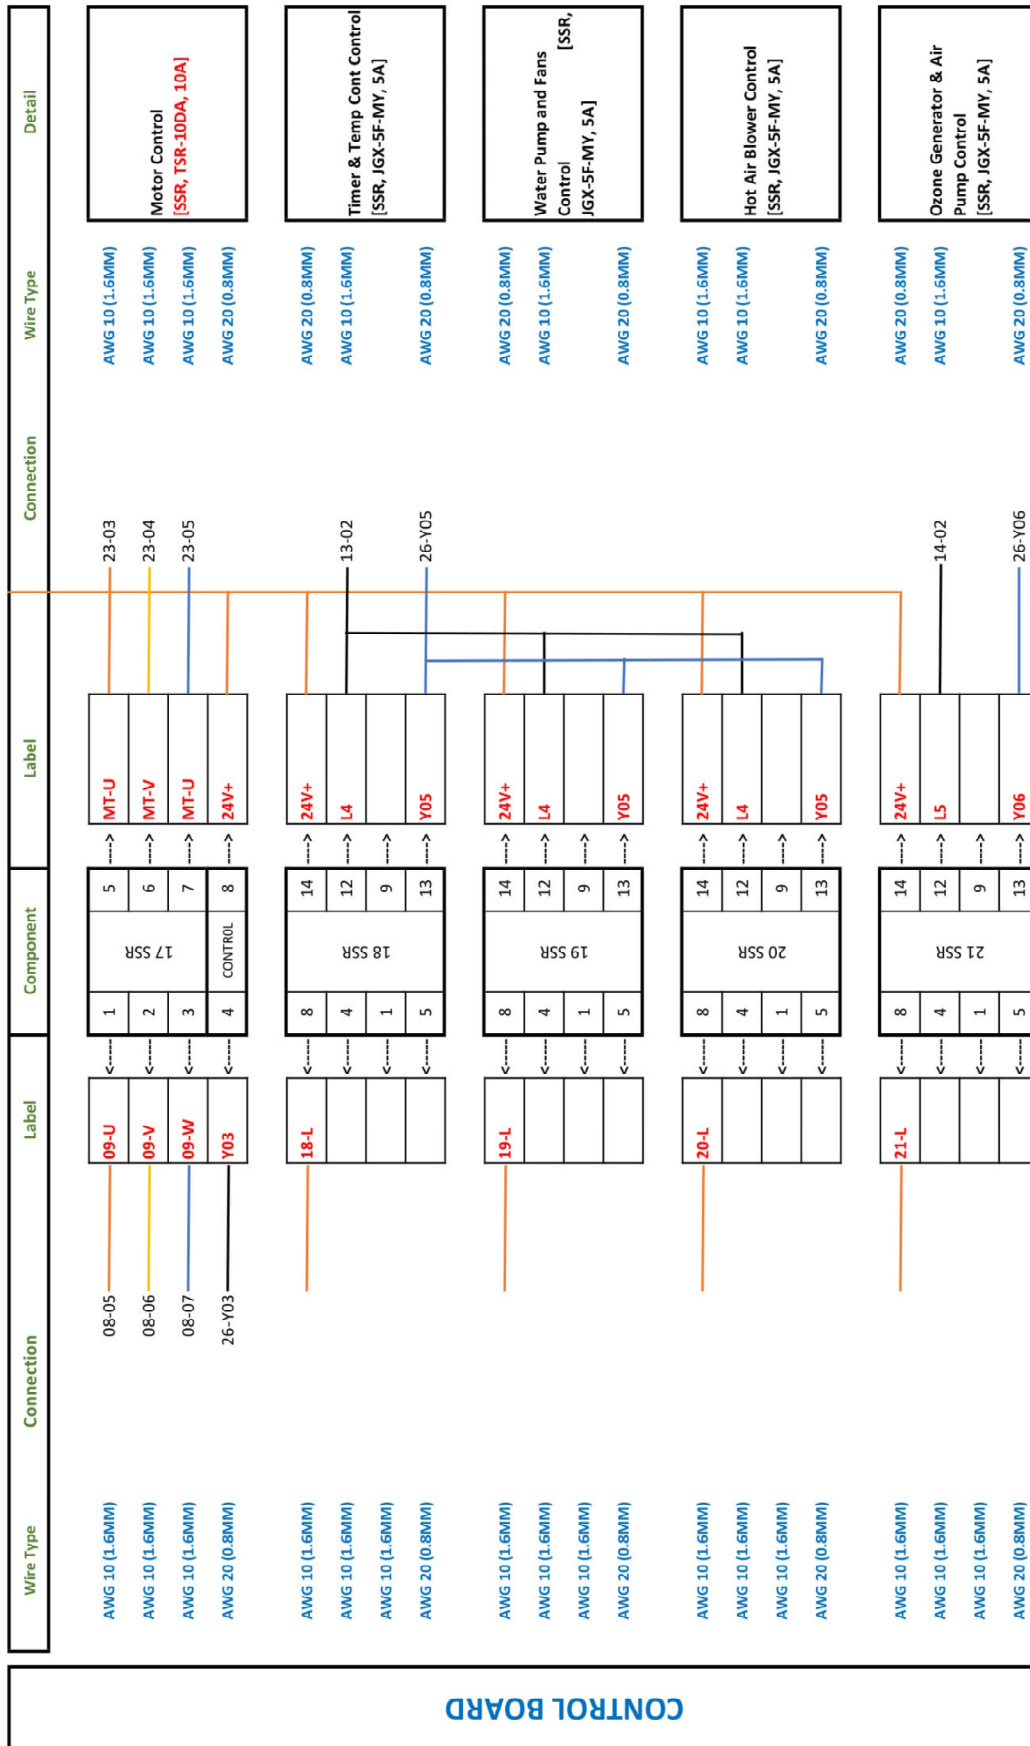 Wire Type Connection Label Component Label Connection Wire Type Detail
CONTROL BOARD
AWG 10 (1.6MM) 08-05 09-U <----- 1 5 ----> MT-U 23-03 AWG 10 (1.6MM)
AWG 10 (1.6MM) 08-06 09-V <----- 2 6 ----> MT-V 23-04 AWG 10 (1.6MM)
AWG 10 (1.6MM) 08-07 09-W <----- 3 7 ----> MT-U 23-05 AWG 10 (1.6MM)
AWG 20 (0.8MM) 26-Y03 Y03 <----- 4 CONTROL 8 ----> 24V+ AWG 20 (0.8MM)
17 SSR
Motor Control
[SSR, TSR-10DA, 10A]
AWG 10 (1.6MM) 18-L <----- 8 14 ----> 24V+ AWG 20 (0.8MM)
AWG 10 (1.6MM) <----- 4 12 ----> L4 13-02 AWG 10 (1.6MM)
AWG 10 (1.6MM) <----- 1 9 ---->
AWG 20 (0.8MM) <----- 5 13 ----> Y05 26-Y05 AWG 20 (0.8MM)
18 SSR
Timer & Temp Cont Control
[SSR, JGX-5F-MY, 5A]
AWG 10 (1.6MM) 19-L <----- 8 14 ----> 24V+ AWG 20 (0.8MM)
AWG 10 (1.6MM) <----- 4 12 ----> L4 AWG 10 (1.6MM)
AWG 10 (1.6MM) <----- 1 9 ---->
AWG 20 (0.8MM) <----- 5 13 ----> Y05 AWG 20 (0.8MM)
19 SSR
Water Pump and Fans
Control [SSR,
JGX-5F-MY, 5A]
AWG 10 (1.6MM) 20-L <----- 8 14 ----> 24V+ AWG 10 (1.6MM)
AWG 10 (1.6MM) <----- 4 12 ----> L4 AWG 10 (1.6MM)
AWG 10 (1.6MM) <----- 1 9 ---->
AWG 20 (0.8MM) <----- 5 13 ----> Y05 AWG 20 (0.8MM)
20 SSR
Hot Air Blower Control
[SSR, JGX-5F-MY, 5A]
AWG 10 (1.6MM) 21-L <----- 8 14 ----> 24V+ AWG 20 (0.8MM)
AWG 10 (1.6MM) <----- 4 12 ----> L5 14-02 AWG 10 (1.6MM)
AWG 10 (1.6MM) <----- 1 9 ---->
AWG 20 (0.8MM) <----- 5 13 ----> Y06 26-Y06 AWG 20 (0.8MM)
21 SSR
Ozone Generator & Air
Pump Control
[SSR, JGX-5F-MY, 5A]